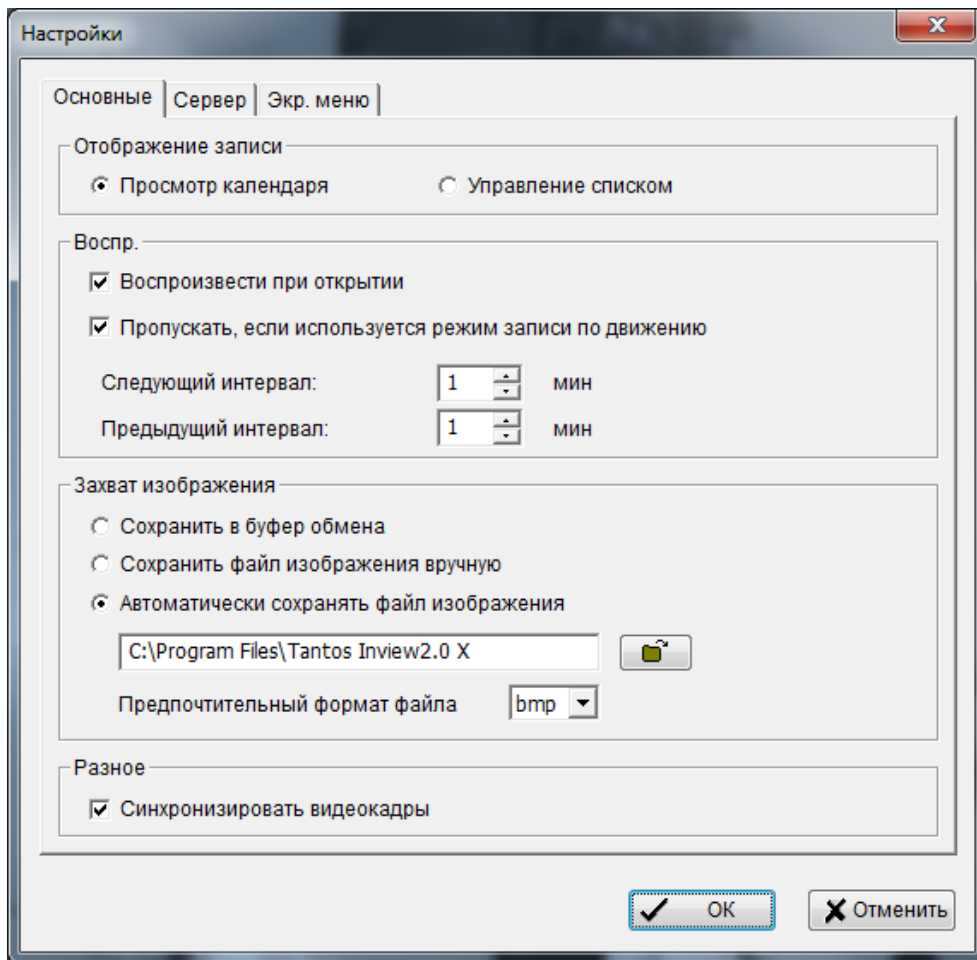 Настройки
Основные Сервер Экр. меню
Отображение записи
Просмотр календаря Управление списком
Воспр.
Воспроизвести при открытии
Пропускать, если используется режим записи по движению
Следующий интервал: 1 мин
Предыдущий интервал: 1 мин
Захват изображения
Сохранить в буфер обмена
Сохранить файл изображения вручную
Автоматически сохранять файл изображения
C:\Program Files\Tantos Inview2.0 X
Предпочтительный формат файла bmp
Разное
Синхронизировать видеокадры
OK Отменить